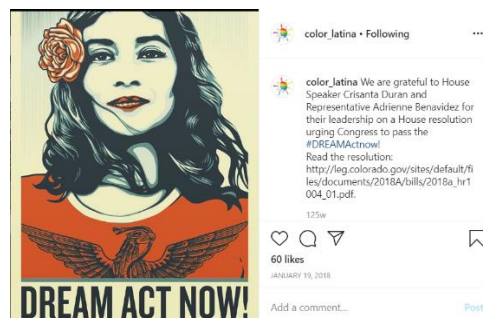 DREAM ACT NOW!
color_latina • Following
color_latina We are grateful to House
Speaker Crisanta Duran and
Representative Adrienne Benavidez for
their leadership on a House resolution
urging Congress to pass the
#DREAMActnow!
Read the resolution:
http://leg.colorado.gov/sites/default/fi
les/documents/2018A/bills/2018a_hr1
004_01.pdf.
125w
60 likes
JANUARY 19, 2018
Add a comment...
Post